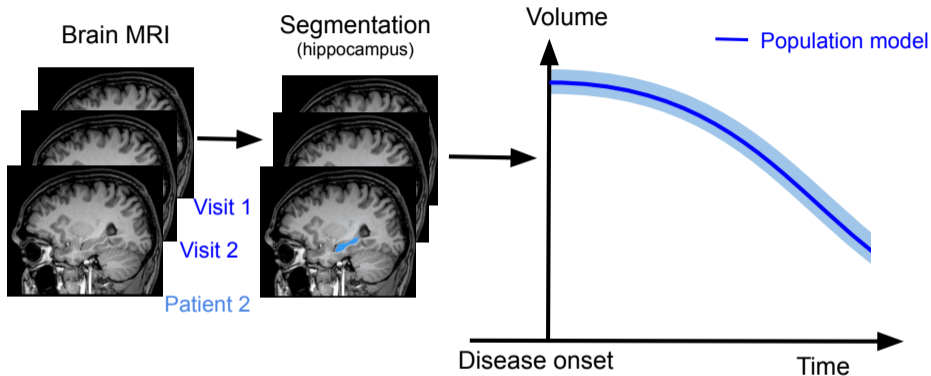 Brain MRI
Segmentation
(hippocampus)
Volume
Population model
Visit 1
Visit 2
Patient 2
Disease onset
Time